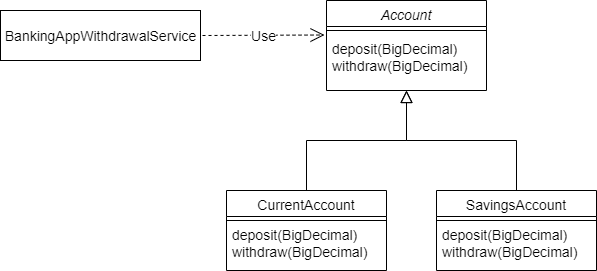 Account
BankingAppWithdrawalService
Use
deposit(BigDecimal)
withdraw(BigDecimal)
CurrentAccount
deposit(BigDecimal)
withdraw(BigDecimal)
SavingsAccount
deposit(BigDecimal)
withdraw(BigDecimal)